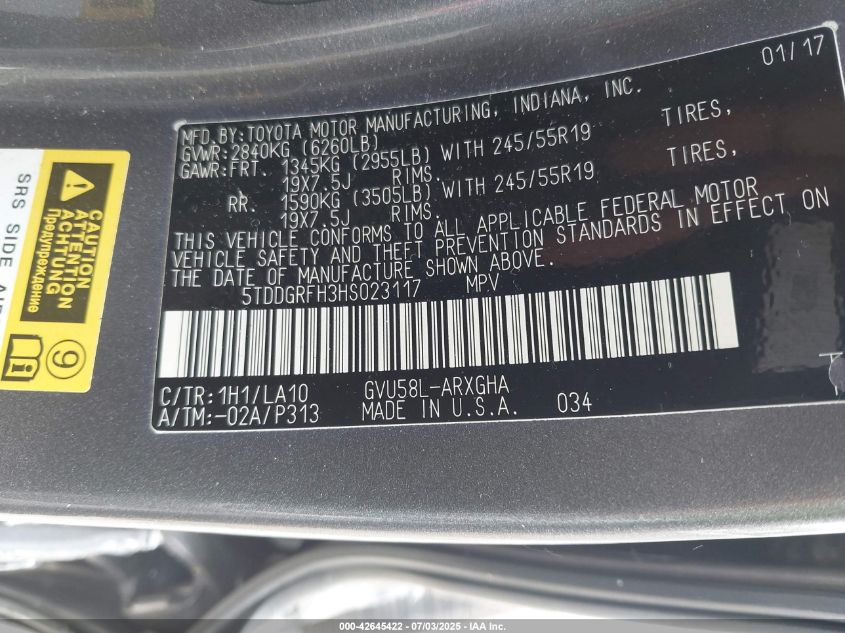 01/17
MFD.BY:TOYOTA MOTOR MANUFACTURING, INDIANA, INC.
GVWR:2840KG (6260LB)
GAWR:FRT. 1345KG (2955LB) WITH 245/55R19 TIRES,
19X7.5J RIMS.
RR. 1590KG (3505LB) WITH 245/55R19 TIRES,
19X7.5J RIMS.
THIS VEHICLE CONFORMS TO ALL APPLICABLE FEDERAL MOTOR
VEHICLE SAFETY AND THEFT PREVENTION STANDARDS IN EFFECT ON
THE DATE OF MANUFACTURE SHOWN ABOVE.
5TDDGRFH3HS023117 MPV
C/TR:1H1/LA10 GVU58L-ARXGHA
A/TM:-02A/P313 MADE IN U.S.A. 034
SRS SIDE
CAUTION
ATTENTION
ACHTUNG
Предупреждение
9
000-42645422 - 07/03/2025 - IAA Inc.